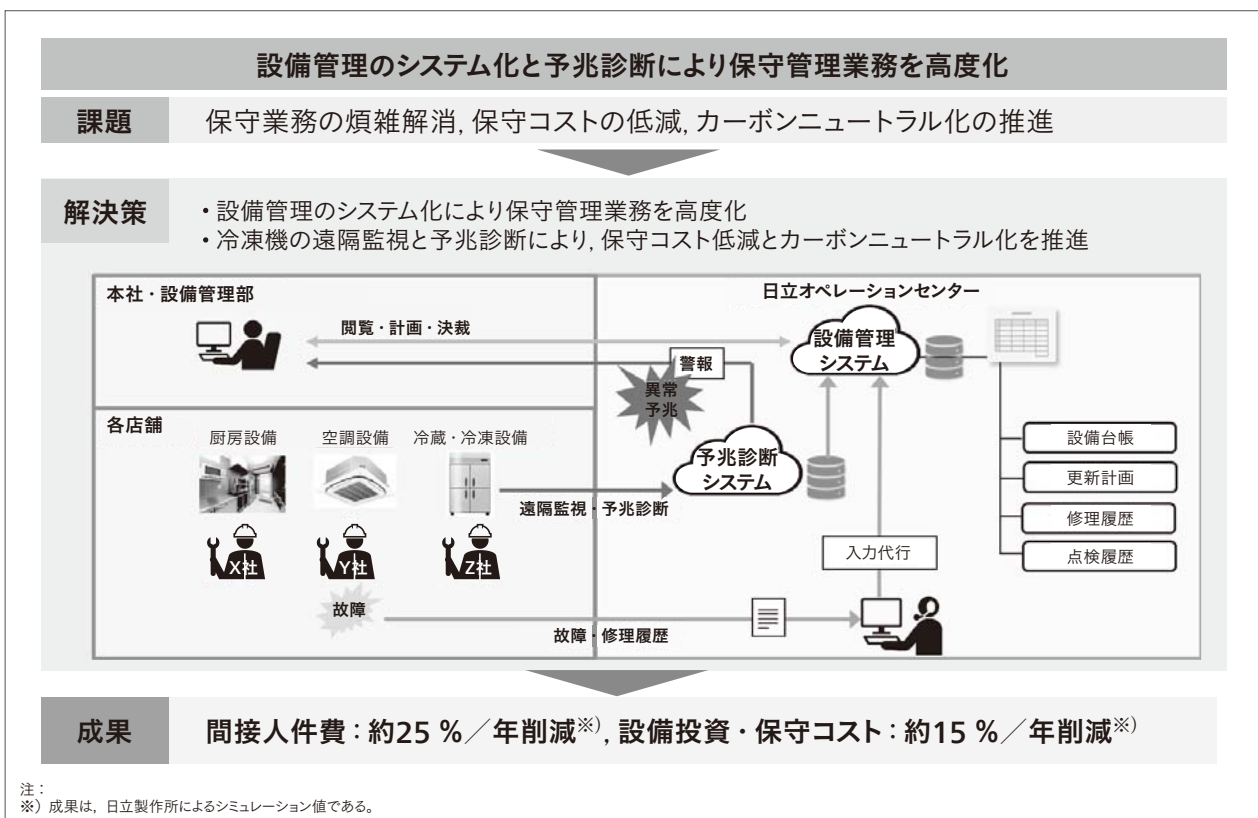 設備管理のシステム化と予兆診断により保守管理業務を高度化
課題
保守業務の煩雑解消, 保守コストの低減, カーボンニュートラル化の推進
解決策
・設備管理のシステム化により保守管理業務を高度化
・冷凍機の遠隔監視と予兆診断により, 保守コスト低減とカーボンニュートラル化を推進
本社・設備管理部
閲覧・計画・決裁
日立オペレーションセンター
設備管理
システム
警報
異常
予兆
各店舗
厨房設備
空調設備
冷蔵・冷凍設備
予兆診断
システム
遠隔監視・予兆診断
設備台帳
更新計画
修理履歴
点検履歴
X社
Y社
Z社
入力代行
故障
故障・修理履歴
成果
間接人件費：約25 %／年削減※), 設備投資・保守コスト：約15 %／年削減※)
注：
※）成果は, 日立製作所によるシミュレーション値である。